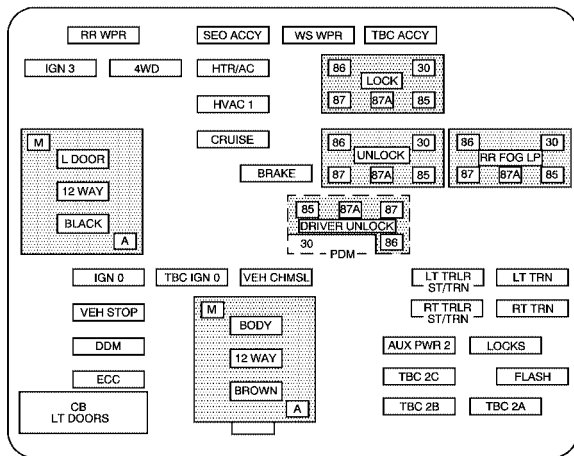 RR WPR
SEO ACCY
WS WPR
TBC ACCY
IGN 3
4WD
HTR/AC
86
30
LOCK
87
87A
85
HVAC 1
CRUISE
M
L DOOR
12 WAY
BLACK
A
86
30
UNLOCK
87
87A
85
86
30
RR FOG LP
87
87A
85
BRAKE
85
87A
87
DRIVER UNLOCK
30
86
PDM
IGN 0
TBC IGN 0
VEH CHMSL
LT TRLR
ST/TRN
LT TRN
VEH STOP
M
BODY
12 WAY
BROWN
A
RT TRLR
ST/TRN
RT TRN
DDM
AUX PWR 2
LOCKS
ECC
TBC 2C
FLASH
CB
LT DOORS
TBC 2B
TBC 2A